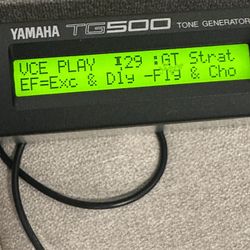 YAMAHA TG500 TONE GENERATOR
VCE PLAY I29 :GT Strat
EF=Exc & Dly -Flg & Cho